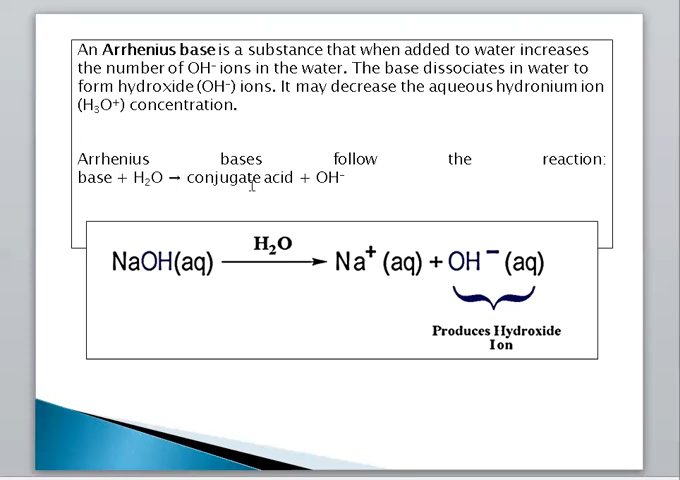 An Arrhenius base is a substance that when added to water increases
the number of OH⁻ ions in the water. The base dissociates in water to
form hydroxide (OH⁻) ions. It may decrease the aqueous hydronium ion
(H₃O⁺) concentration.
Arrhenius bases follow the reaction:
base + H₂O → conjugate acid + OH⁻
H₂O
NaOH(aq) → Na⁺ (aq) + OH⁻ (aq)
Produces Hydroxide
Ion